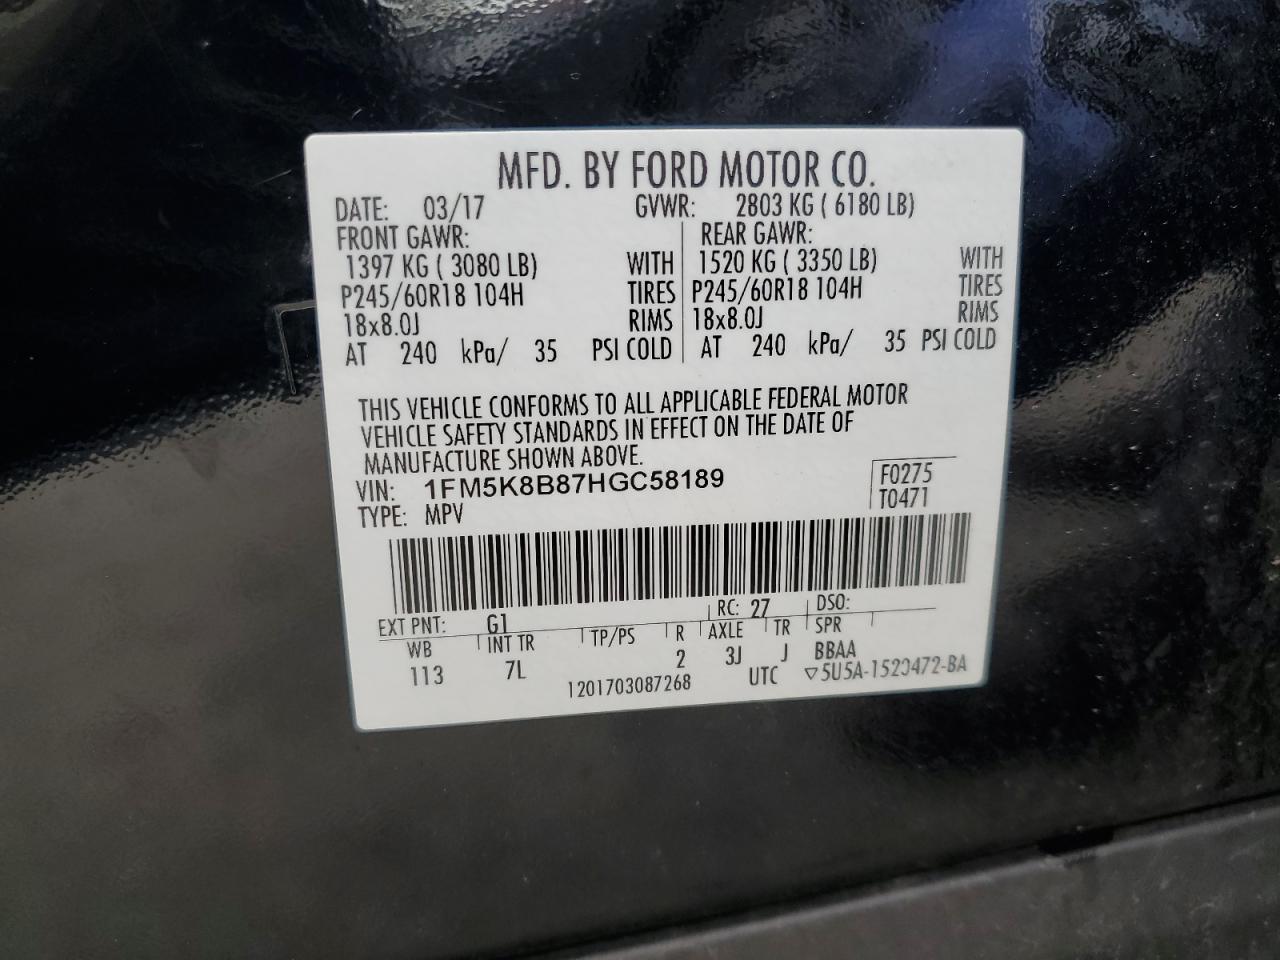 MFD. BY FORD MOTOR CO.
DATE: 03/17 GVWR: 2803 KG ( 6180 LB)
FRONT GAWR: REAR GAWR:
1397 KG ( 3080 LB) WITH 1520 KG ( 3350 LB) WITH
P245/60R18 104H TIRES P245/60R18 104H TIRES
18x8.0J RIMS 18x8.0J RIMS
AT 240 kPa/ 35 PSI COLD AT 240 kPa/ 35 PSI COLD
THIS VEHICLE CONFORMS TO ALL APPLICABLE FEDERAL MOTOR
VEHICLE SAFETY STANDARDS IN EFFECT ON THE DATE OF
MANUFACTURE SHOWN ABOVE.
VIN: 1FM5K8B87HGC58189 F0275
TYPE: MPV T0471
EXT PNT: G1 RC: 27 DSO:
WB INT TR TP/PS R AXLE TR SPR
113 7L 2 3J J BBAA
1201703087268 UTC ▽5U5A-1520472-BA